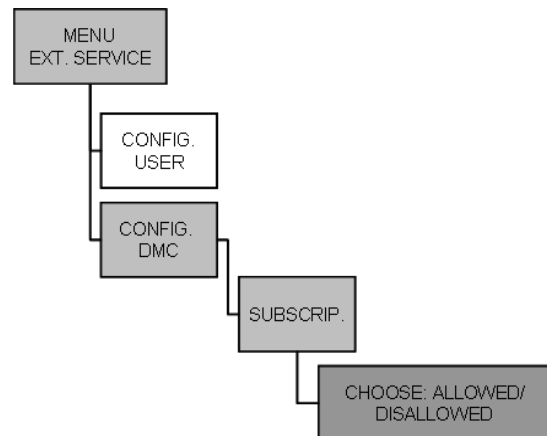 MENU
EXT. SERVICE
CONFIG.
USER
CONFIG.
DMC
SUBSCRIP.
CHOOSE: ALLOWED/
DISALLOWED